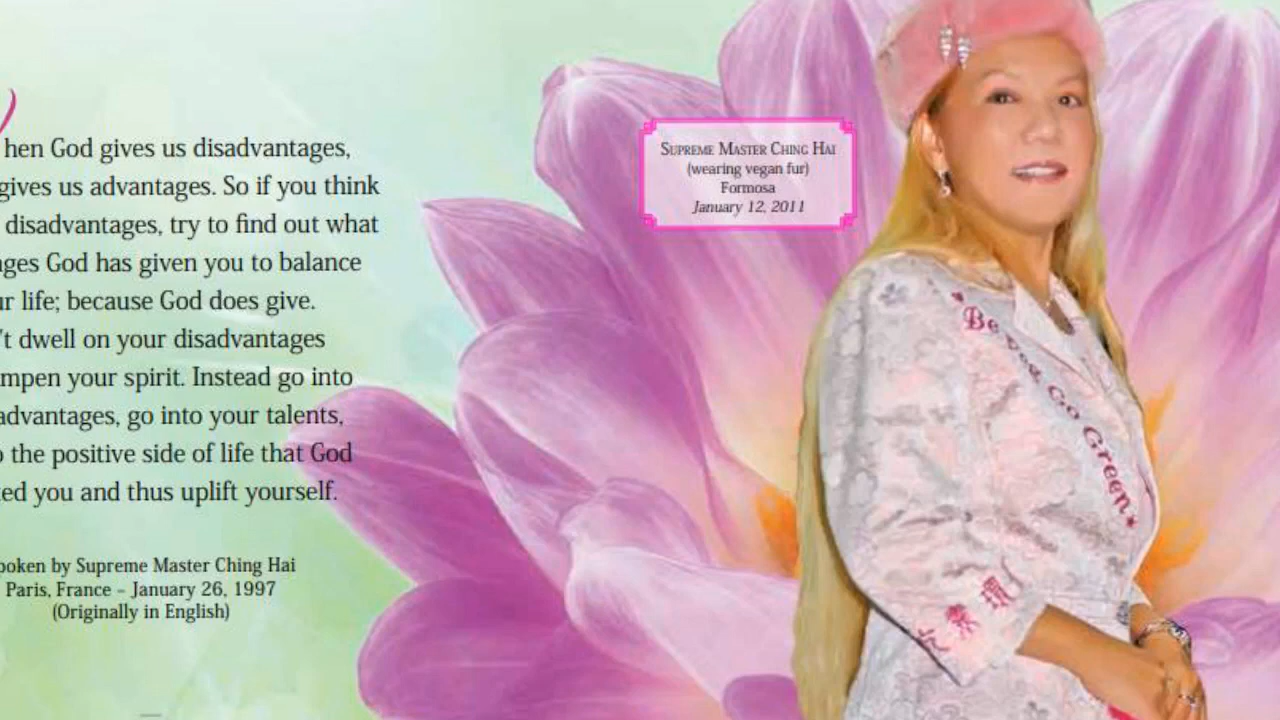 hen God gives us disadvantages,
gives us advantages. So if you think
disadvantages, try to find out what
ges God has given you to balance
r life; because God does give.
't dwell on your disadvantages
mpen your spirit. Instead go into
advantages, go into your talents,
the positive side of life that God
ed you and thus uplift yourself.
poken by Supreme Master Ching Hai
Paris, France – January 26, 1997
(Originally in English)
SUPREME MASTER CHING HAI
(wearing vegan fur)
Formosa
January 12, 2011
Be Veg Go Green